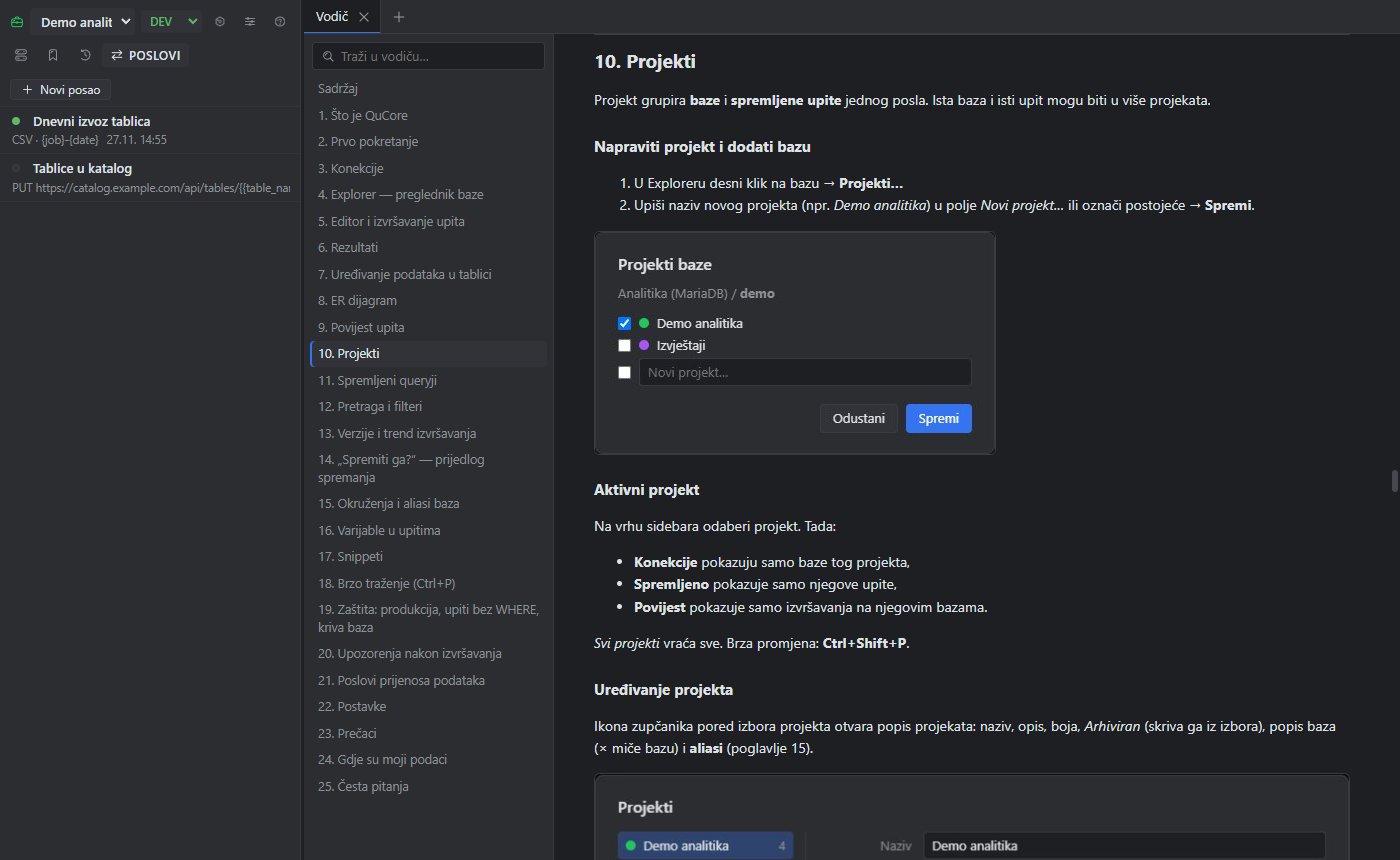 Demo analit
DEV
POSLOVI
+ Novi posao
Dnevni izvoz tablica
CSV · {job}-{date} 27.11. 14:55
Tablice u katalog
PUT https://catalog.example.com/api/tables/{{table_nar
Vodič
Traži u vodiču...
Sadržaj
1. Što je QuCore
2. Prvo pokretanje
3. Konekcije
4. Explorer — preglednik baze
5. Editor i izvršavanje upita
6. Rezultati
7. Uređivanje podataka u tablici
8. ER dijagram
9. Povijest upita
10. Projekti
11. Spremljeni queryji
12. Pretraga i filteri
13. Verzije i trend izvršavanja
14. „Spremiti ga?“ — prijedlog
spremanja
15. Okruženja i aliasi baza
16. Varijable u upitima
17. Snippeti
18. Brzo traženje (Ctrl+P)
19. Zaštita: produkcija, upiti bez WHERE,
kriva baza
20. Upozorenja nakon izvršavanja
21. Poslovi prijenosa podataka
22. Postavke
23. Prečaci
24. Gdje su moji podaci
25. Česta pitanja
10. Projekti
Projekt grupira baze i spremljene upite jednog posla. Ista baza i isti upit mogu biti u više projekata.
Napraviti projekt i dodati bazu
1. U Exploreru desni klik na bazu → Projekti...
2. Upiši naziv novog projekta (npr. Demo analitika) u polje Novi projekt... ili označi postojeće → Spremi.
Projekti baze
Analitika (MariaDB) / demo
Demo analitika
Izvještaji
Novi projekt...
Odustani
Spremi
Aktivni projekt
Na vrhu sidebara odaberi projekt. Tada:
• Konekcije pokazuju samo baze tog projekta,
• Spremljeno pokazuje samo njegove upite,
• Povijest pokazuje samo izvršavanja na njegovim bazama.
Svi projekti vraća sve. Brza promjena: Ctrl+Shift+P.
Uređivanje projekta
Ikona zupčanika pored izbora projekta otvara popis projekata: naziv, opis, boja, Arhiviran (skriva ga iz izbora), popis baza
(× miče bazu) i aliasi (poglavlje 15).
Projekti
Demo analitika 4
Naziv
Demo analitika